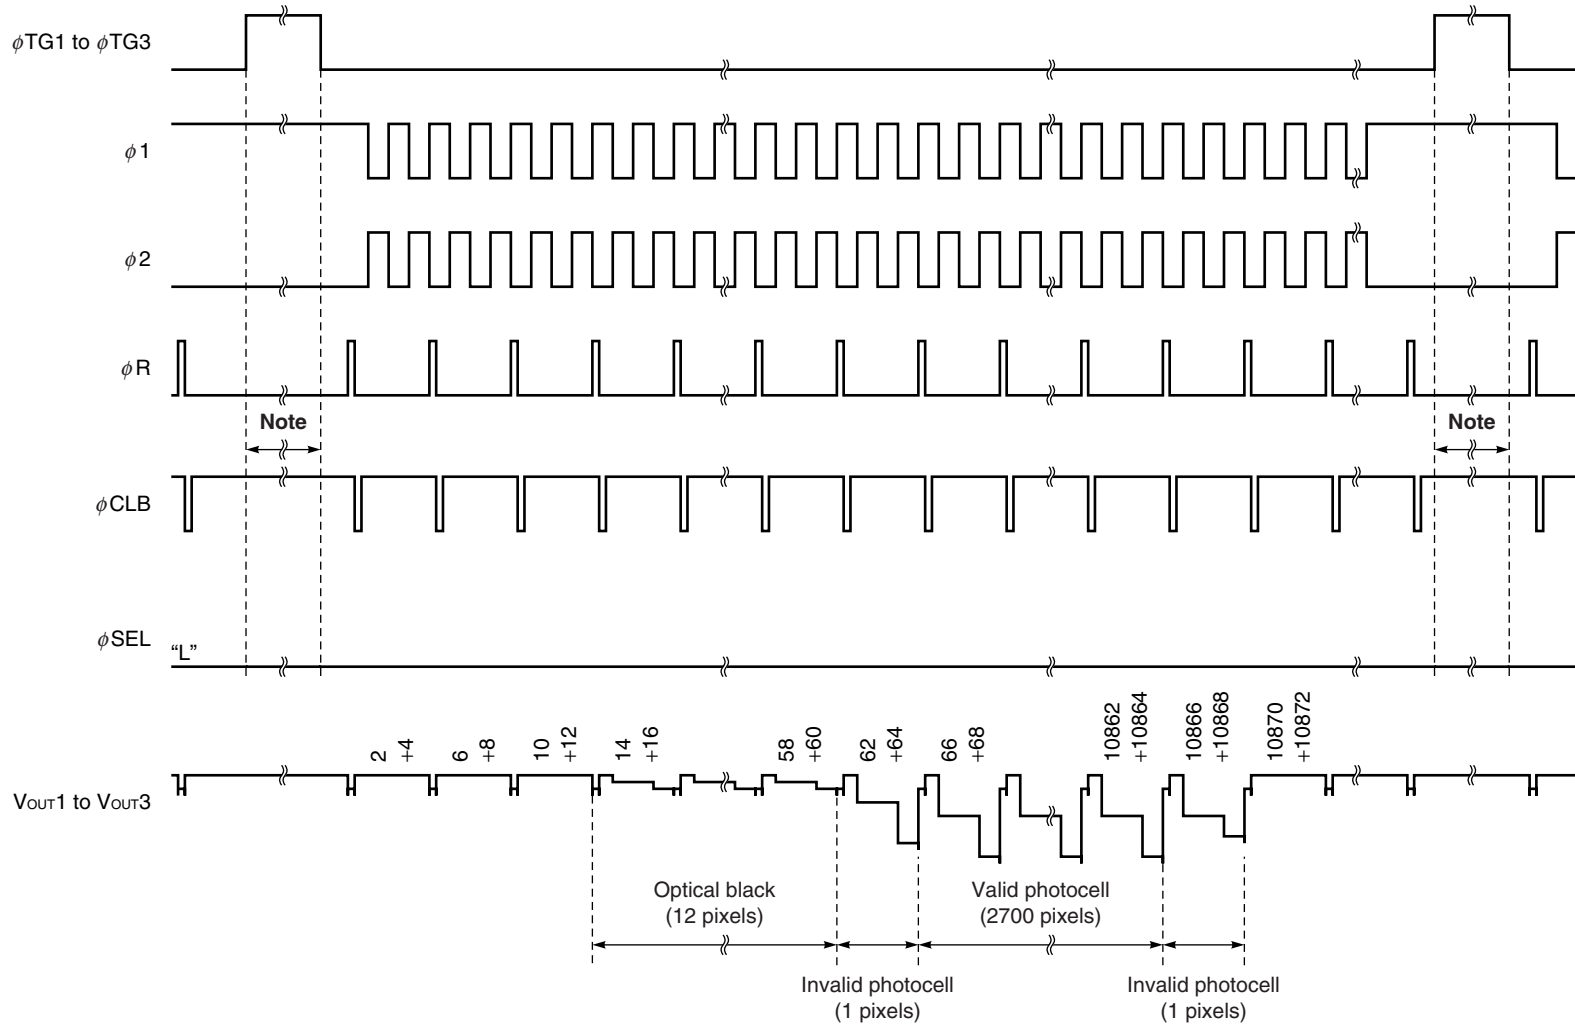 ϕTG1 to ϕTG3
ϕ1
ϕ2
ϕR
Note
Note
ϕCLB
ϕSEL
“L”
2
+4
6
+8
10
+12
14
+16
58
+60
62
+64
66
+68
10862
+10864
10866
+10868
10870
+10872
VOUT1 to VOUT3
Optical black
(12 pixels)
Valid photocell
(2700 pixels)
Invalid photocell
(1 pixels)
Invalid photocell
(1 pixels)